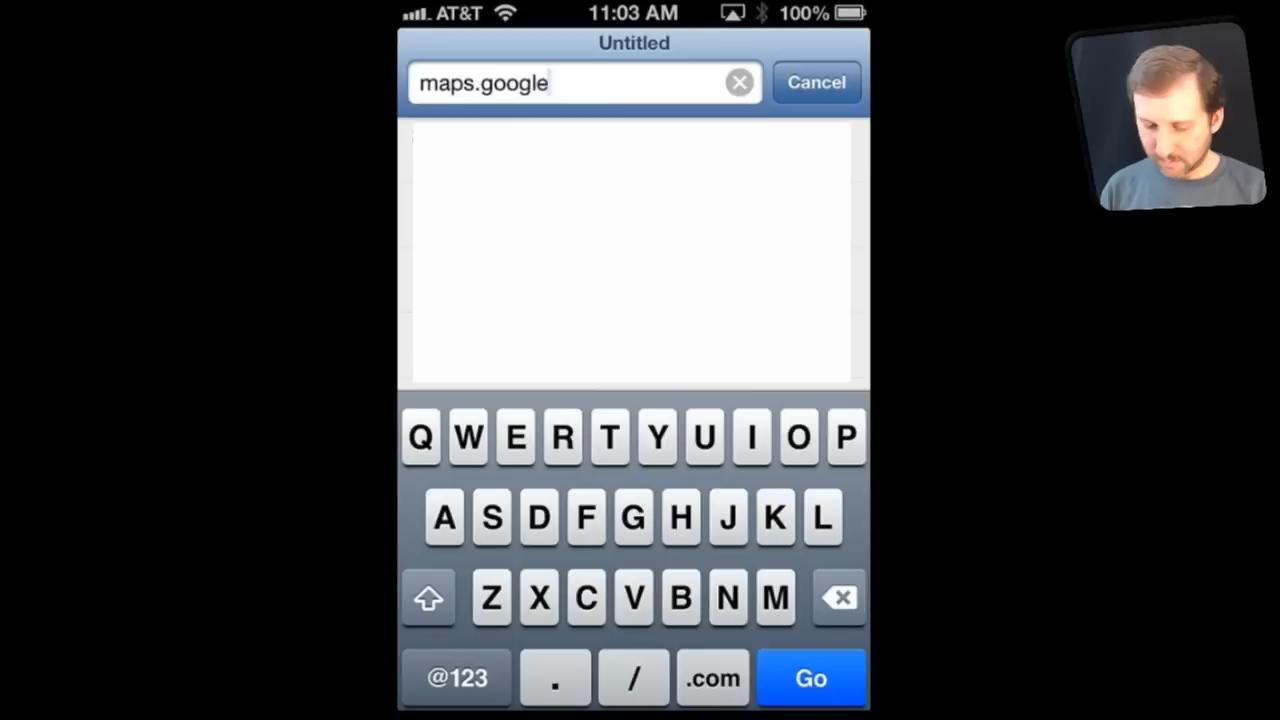 AT&T 11:03 AM 100%
Untitled
maps.google Cancel
Q W E R T Y U I O P
A S D F G H J K L
Z X C V B N M
@123 . / .com Go